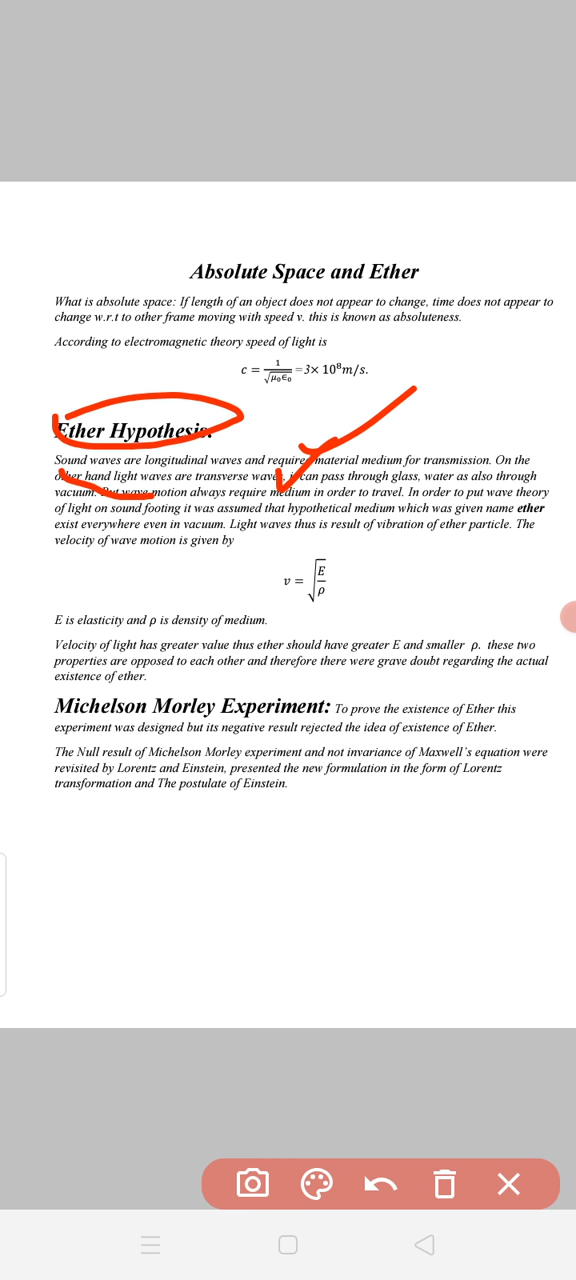 Absolute Space and Ether
What is absolute space: If length of an object does not appear to change, time does not appear to
change w.r.t to other frame moving with speed v. this is known as absoluteness.
According to electromagnetic theory speed of light is
c = 1/√μ₀∈₀ =3× 10⁸m/s.
Ether Hypothesis:
Sound waves are longitudinal waves and require material medium for transmission. On the
other hand light waves are transverse waves, it can pass through glass, water as also through
vacuum. But wave motion always require medium in order to travel. In order to put wave theory
of light on sound footing it was assumed that hypothetical medium which was given name ether
exist everywhere even in vacuum. Light waves thus is result of vibration of ether particle. The
velocity of wave motion is given by
v = √E/ρ
E is elasticity and ρ is density of medium.
Velocity of light has greater value thus ether should have greater E and smaller ρ. these two
properties are opposed to each other and therefore there were grave doubt regarding the actual
existence of ether.
Michelson Morley Experiment: To prove the existence of Ether this
experiment was designed but its negative result rejected the idea of existence of Ether.
The Null result of Michelson Morley experiment and not invariance of Maxwell's equation were
revisited by Lorentz and Einstein, presented the new formulation in the form of Lorentz
transformation and The postulate of Einstein.